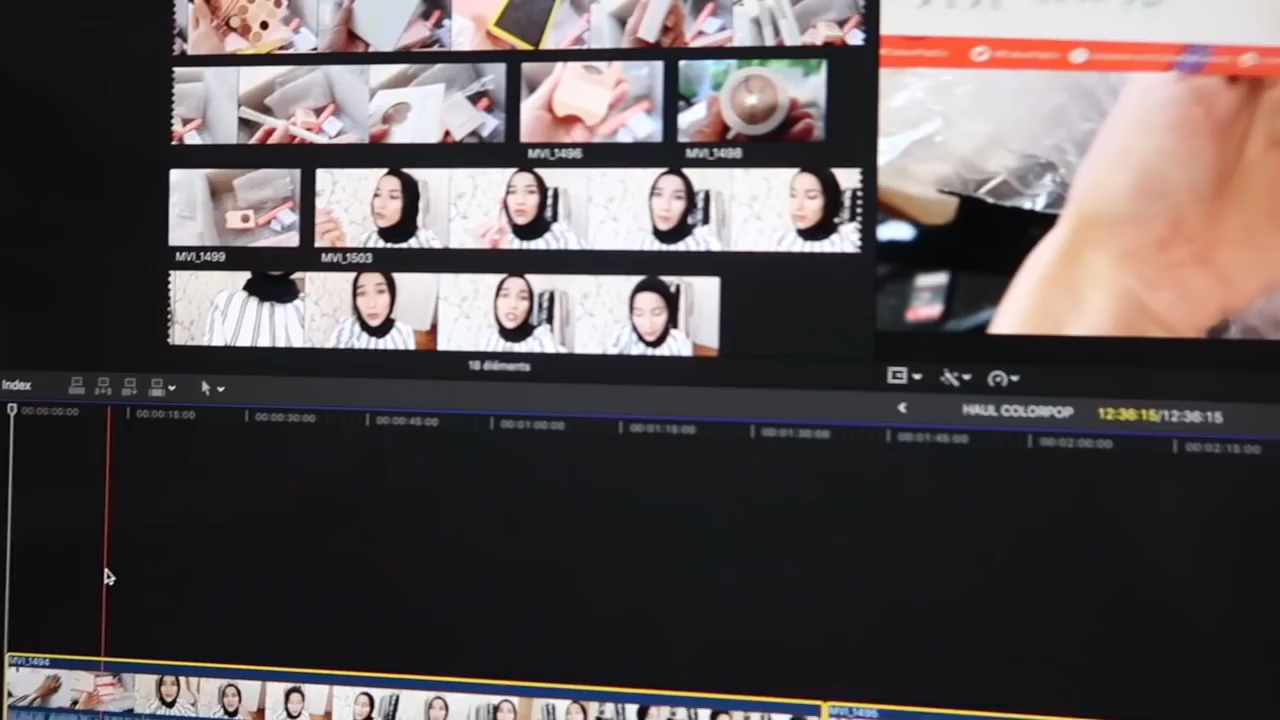 MVI_1496
MVI_1498
MVI_1499
MVI_1503
18 éléments
Index
HAUL COLORPOP
12:36:15/12:36:15
00:00:00:00
00:00:15:00
00:00:30:00
00:00:45:00
00:01:00:00
00:01:15:00
00:01:30:00
00:01:45:00
00:02:00:00
00:02:15:00
MVI_1494
MVI_1495